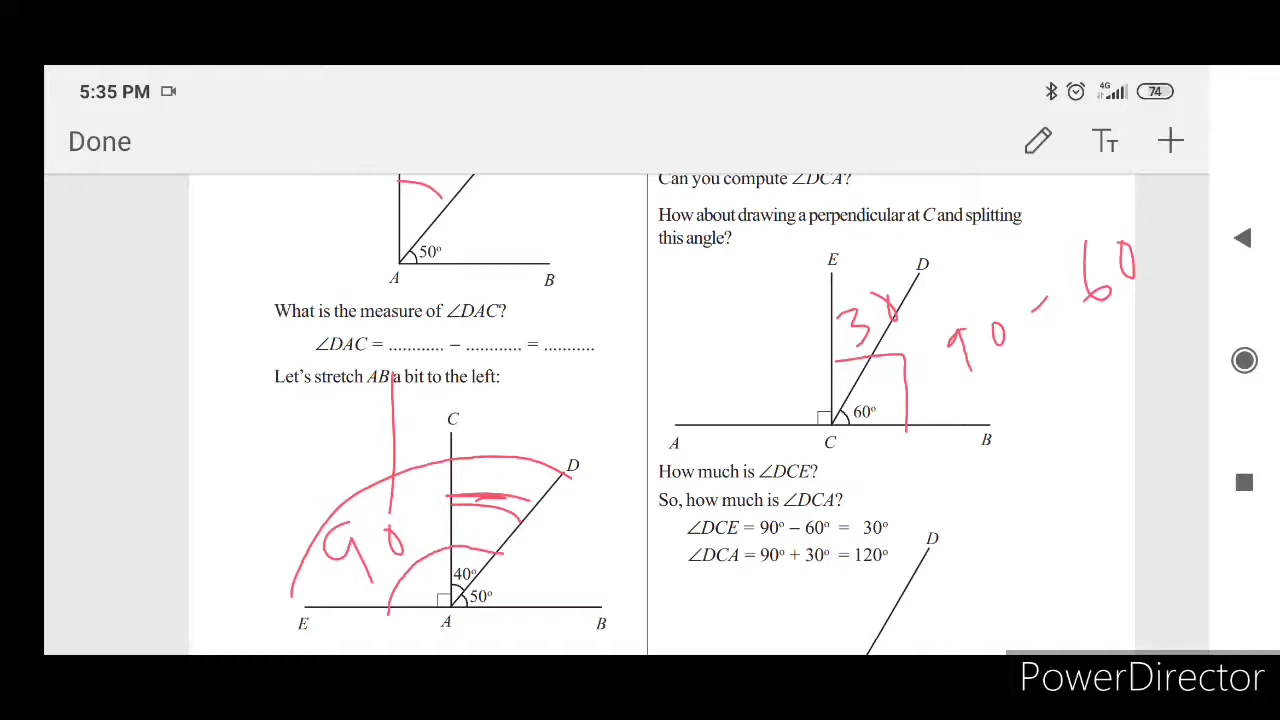 5:35 PM
4G
74
Done
TT
A
50°
B
What is the measure of ∠DAC?
∠DAC = ............ – ............ = ...........
Let's stretch AB a bit to the left:
C
D
90
40°
50°
E
A
B
Can you compute ∠DCA?
How about drawing a perpendicular at C and splitting
this angle?
E
D
30
90 - 60
60°
A
C
B
How much is ∠DCE?
So, how much is ∠DCA?
∠DCE = 90° – 60° = 30°
∠DCA = 90° + 30° = 120°
D
PowerDirector